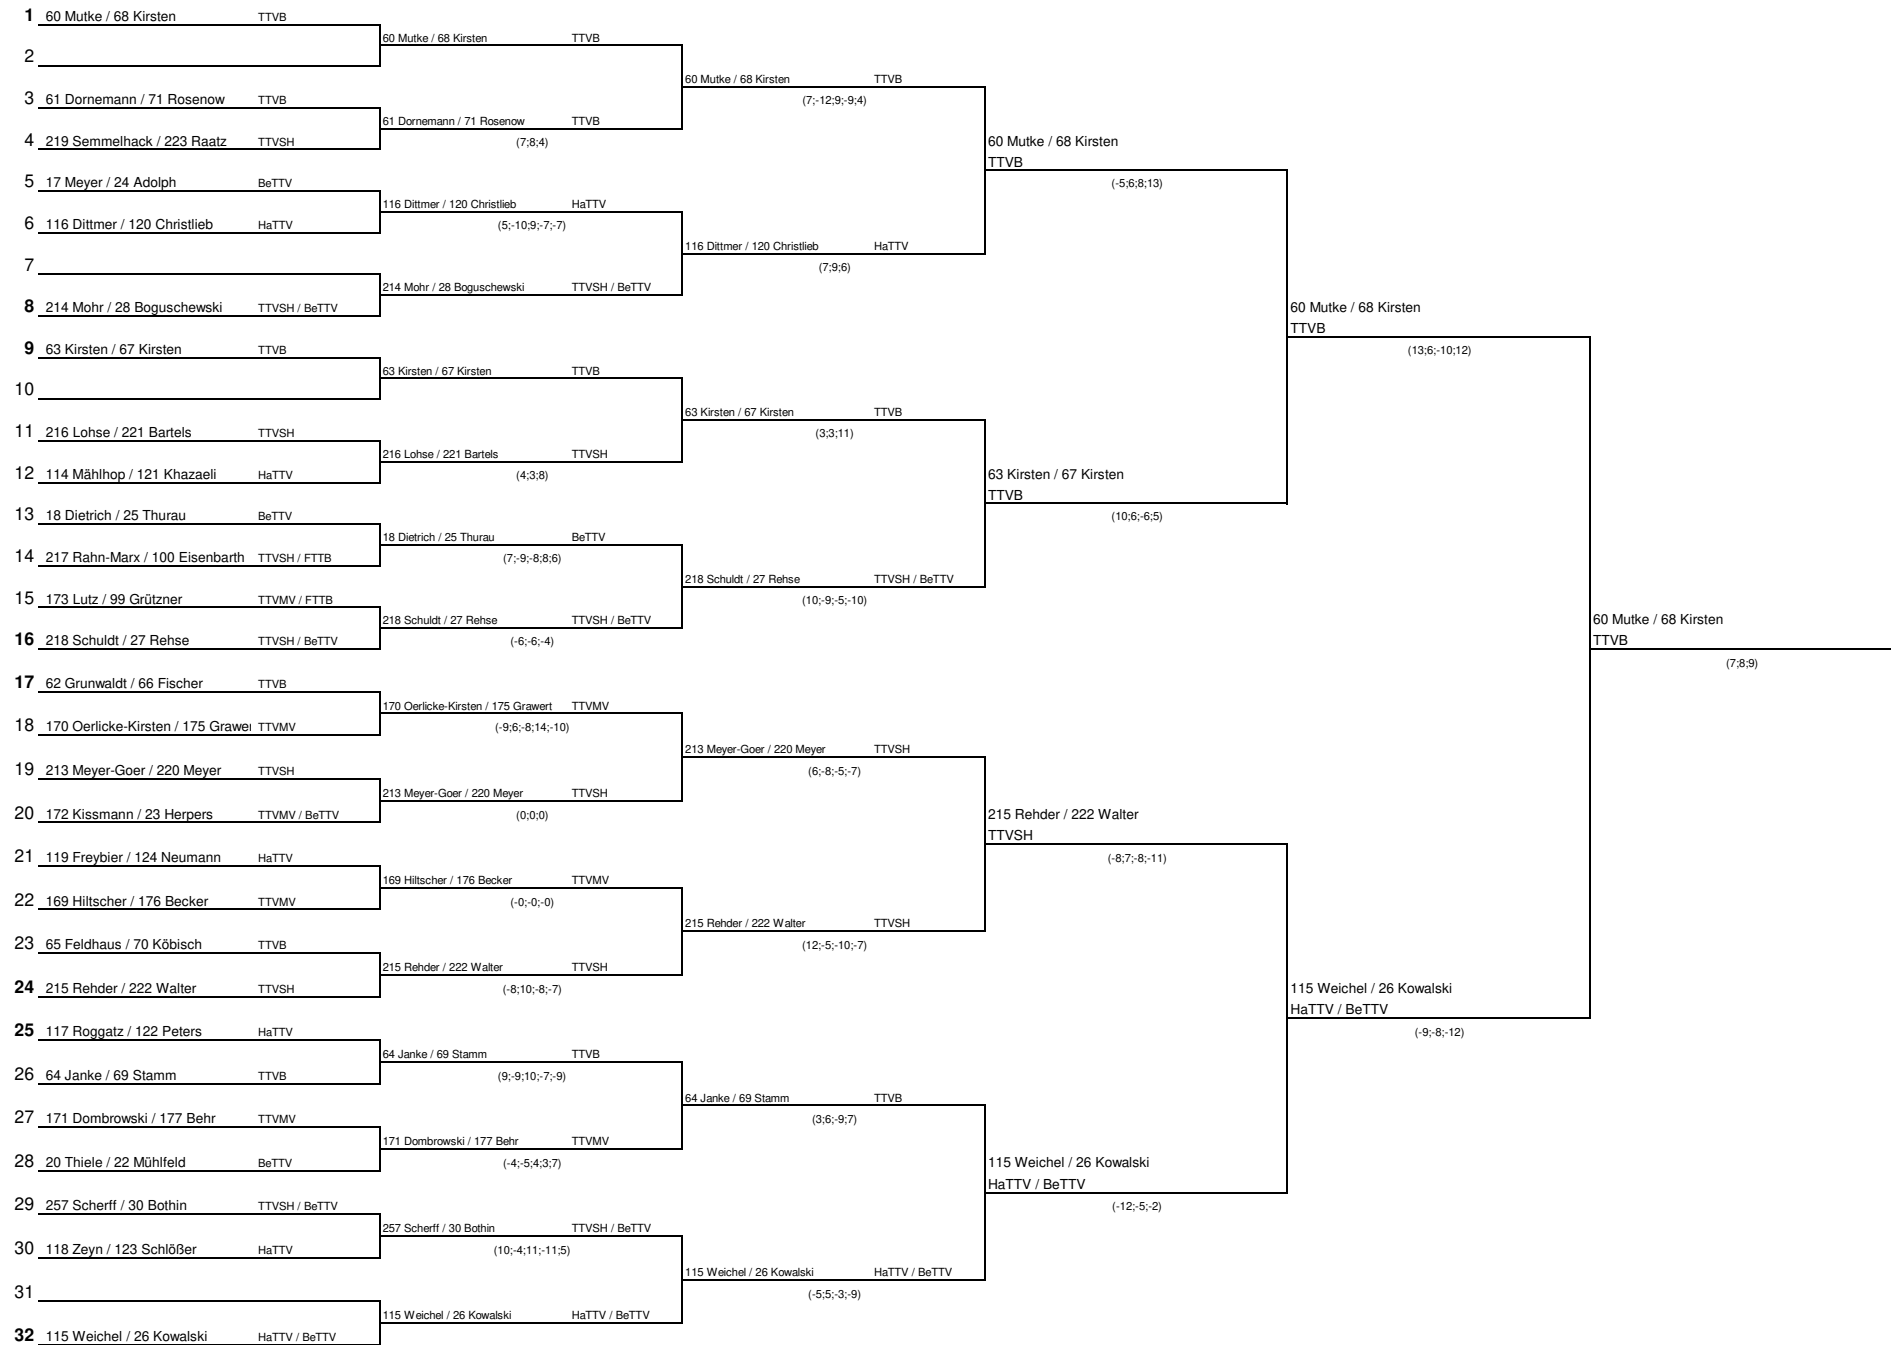 1 60 Mutke / 68 Kirsten TTVB
60 Mutke / 68 Kirsten TTVB
2
60 Mutke / 68 Kirsten TTVB
(7;-12;9;-9;4)
3 61 Dornemann / 71 Rosenow TTVB
61 Dornemann / 71 Rosenow TTVB
(7;8;4)
4 219 Semmelhack / 223 Raatz TTVSH
60 Mutke / 68 Kirsten
TTVB
(-5;6;8;13)
5 17 Meyer / 24 Adolph BeTTV
116 Dittmer / 120 Christlieb HaTTV
(5;-10;9;-7;-7)
6 116 Dittmer / 120 Christlieb HaTTV
116 Dittmer / 120 Christlieb HaTTV
(7;9;6)
7
214 Mohr / 28 Boguschewski TTVSH / BeTTV
8 214 Mohr / 28 Boguschewski TTVSH / BeTTV
60 Mutke / 68 Kirsten
TTVB
(13;6;-10;12)
9 63 Kirsten / 67 Kirsten TTVB
63 Kirsten / 67 Kirsten TTVB
10
63 Kirsten / 67 Kirsten TTVB
(3;3;11)
11 216 Lohse / 221 Bartels TTVSH
216 Lohse / 221 Bartels TTVSH
(4;3;8)
12 114 Mählhop / 121 Khazaeli HaTTV
63 Kirsten / 67 Kirsten
TTVB
(10;6;-6;5)
13 18 Dietrich / 25 Thurau BeTTV
18 Dietrich / 25 Thurau BeTTV
(7;-9;-8;8;6)
14 217 Rahn-Marx / 100 Eisenbarth TTVSH / FTTB
218 Schuldt / 27 Rehse TTVSH / BeTTV
(10;-9;-5;-10)
15 173 Lutz / 99 Grützner TTVMV / FTTB
218 Schuldt / 27 Rehse TTVSH / BeTTV
(-6;-6;-4)
16 218 Schuldt / 27 Rehse TTVSH / BeTTV
60 Mutke / 68 Kirsten
TTVB
(7;8;9)
17 62 Grunwaldt / 66 Fischer TTVB
170 Oerlicke-Kirsten / 175 Grawert TTVMV
(-9;6;-8;14;-10)
18 170 Oerlicke-Kirsten / 175 Grawer TTVMV
213 Meyer-Goer / 220 Meyer TTVSH
(6;-8;-5;-7)
19 213 Meyer-Goer / 220 Meyer TTVSH
213 Meyer-Goer / 220 Meyer TTVSH
(0;0;0)
20 172 Kissmann / 23 Herpers TTVMV / BeTTV
215 Rehder / 222 Walter
TTVSH
(-8;7;-8;-11)
21 119 Freybier / 124 Neumann HaTTV
169 Hiltscher / 176 Becker TTVMV
(-0;-0;-0)
22 169 Hiltscher / 176 Becker TTVMV
215 Rehder / 222 Walter TTVSH
(12;-5;-10;-7)
23 65 Feldhaus / 70 Köbisch TTVB
215 Rehder / 222 Walter TTVSH
(-8;10;-8;-7)
24 215 Rehder / 222 Walter TTVSH
115 Weichel / 26 Kowalski
HaTTV / BeTTV
(-9;-8;-12)
25 117 Roggatz / 122 Peters HaTTV
64 Janke / 69 Stamm TTVB
(9;-9;10;-7;-9)
26 64 Janke / 69 Stamm TTVB
64 Janke / 69 Stamm TTVB
(3;6;-9;7)
27 171 Dombrowski / 177 Behr TTVMV
171 Dombrowski / 177 Behr TTVMV
(-4;-5;4;3;7)
28 20 Thiele / 22 Mühlfeld BeTTV
115 Weichel / 26 Kowalski
HaTTV / BeTTV
(-12;-5;-2)
29 257 Scherff / 30 Bothin TTVSH / BeTTV
257 Scherff / 30 Bothin TTVSH / BeTTV
(10;-4;11;-11;5)
30 118 Zeyn / 123 Schlößer HaTTV
115 Weichel / 26 Kowalski HaTTV / BeTTV
(-5;5;-3;-9)
31
115 Weichel / 26 Kowalski HaTTV / BeTTV
32 115 Weichel / 26 Kowalski HaTTV / BeTTV